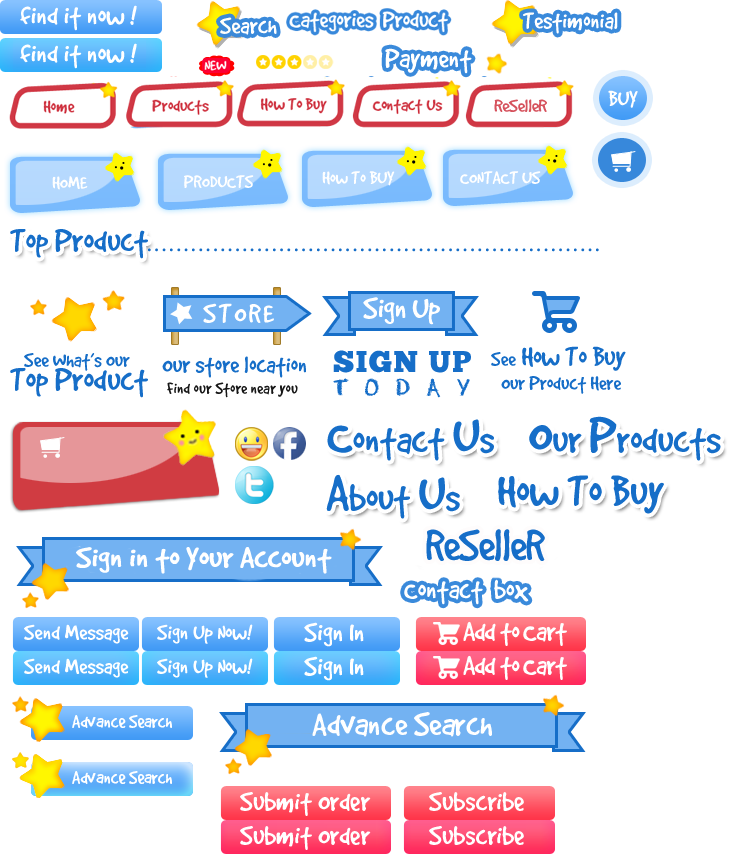 find it now !
Search
Categories Product
Testimonial
find it now !
NEW
Payment
Home
Products
How To Buy
Contact Us
ReSelleR
BUY
HOME
PRODUCTS
How To BUY
CONTACT US
Top Product
STORE
Sign Up
See What's our
Top Product
our store location
Find our Store near you
SIGN UP
TODAY
See How To Buy
our Product Here
Contact Us
Our Products
About Us
How To Buy
Sign in to Your Account
ReSelleR
contact box
Send Message
Sign Up Now!
Sign In
Add to Cart
Send Message
Sign Up Now!
Sign In
Add to Cart
Advance Search
Advance Search
Advance Search
Submit order
Subscribe
Submit order
Subscribe